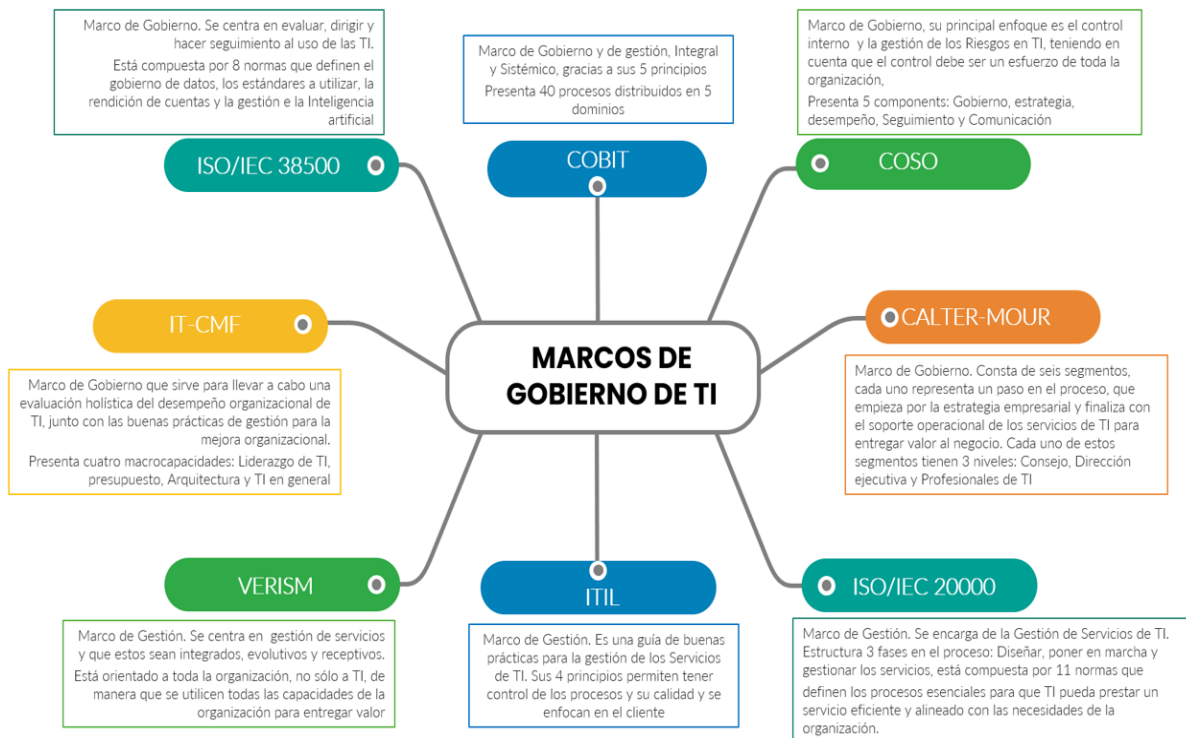 Marco de Gobierno. Se centra en evaluar, dirigir y
hacer seguimiento al uso de las TI.
Está compuesta por 8 normas que definen el
gobierno de datos, los estándares a utilizar, la
rendición de cuentas y la gestión e la Inteligencia
artificial
ISO/IEC 38500
Marco de Gobierno y de gestión, Integral
y Sistémico, gracias a sus 5 principios
Presenta 40 procesos distribuidos en 5
dominios
COBIT
Marco de Gobierno, su principal enfoque es el control
interno y la gestión de los Riesgos en TI, teniendo en
cuenta que el control debe ser un esfuerzo de toda la
organización,
Presenta 5 components: Gobierno, estrategia,
desempeño, Seguimiento y Comunicación
COSO
IT-CMF
Marco de Gobierno que sirve para llevar a cabo una
evaluación holística del desempeño organizacional de
TI, junto con las buenas prácticas de gestión para la
mejora organizacional.
Presenta cuatro macrocapacidades: Liderazgo de TI,
presupuesto, Arquitectura y TI en general
MARCOS DE
GOBIERNO DE TI
CALTER-MOUR
Marco de Gobierno. Consta de seis segmentos,
cada uno representa un paso en el proceso, que
empieza por la estrategia empresarial y finaliza con
el soporte operacional de los servicios de TI para
entregar valor al negocio. Cada uno de estos
segmentos tienen 3 niveles: Consejo, Dirección
ejecutiva y Profesionales de TI
VERISM
Marco de Gestión. Se centra en gestión de servicios
y que estos sean integrados, evolutivos y receptivos.
Está orientado a toda la organización, no sólo a TI, de
manera que se utilicen todas las capacidades de la
organización para entregar valor
ITIL
Marco de Gestión. Es una guía de buenas
prácticas para la gestión de los Servicios
de TI. Sus 4 principios permiten tener
control de los procesos y su calidad y se
enfocan en el cliente
ISO/IEC 20000
Marco de Gestión. Se encarga de la Gestión de Servicios de TI.
Estructura 3 fases en el proceso: Diseñar, poner en marcha y
gestionar los servicios, está compuesta por 11 normas que
definen los procesos esenciales para que TI pueda prestar un
servicio eficiente y alineado con las necesidades de la
organización.